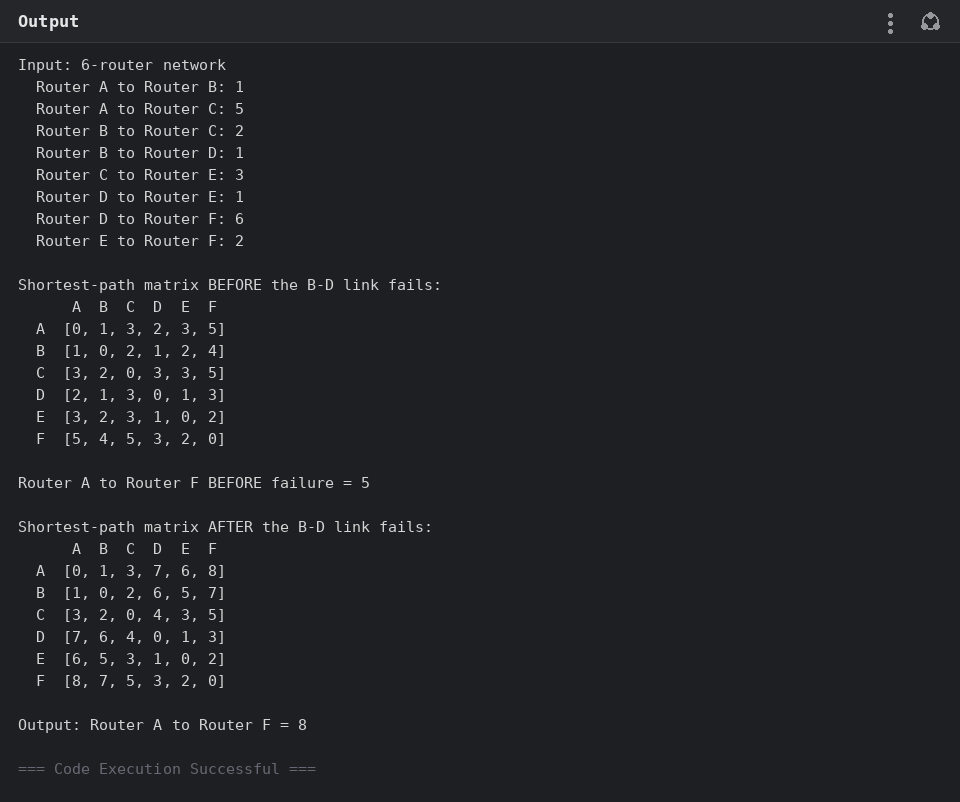 Output
Input: 6-router network
  Router A to Router B: 1
  Router A to Router C: 5
  Router B to Router C: 2
  Router B to Router D: 1
  Router C to Router E: 3
  Router D to Router E: 1
  Router D to Router F: 6
  Router E to Router F: 2

Shortest-path matrix BEFORE the B-D link fails:
      A  B  C  D  E  F
  A  [0, 1, 3, 2, 3, 5]
  B  [1, 0, 2, 1, 2, 4]
  C  [3, 2, 0, 3, 3, 5]
  D  [2, 1, 3, 0, 1, 3]
  E  [3, 2, 3, 1, 0, 2]
  F  [5, 4, 5, 3, 2, 0]

Router A to Router F BEFORE failure = 5

Shortest-path matrix AFTER the B-D link fails:
      A  B  C  D  E  F
  A  [0, 1, 3, 7, 6, 8]
  B  [1, 0, 2, 6, 5, 7]
  C  [3, 2, 0, 4, 3, 5]
  D  [7, 6, 4, 0, 1, 3]
  E  [6, 5, 3, 1, 0, 2]
  F  [8, 7, 5, 3, 2, 0]

Output: Router A to Router F = 8

=== Code Execution Successful ===